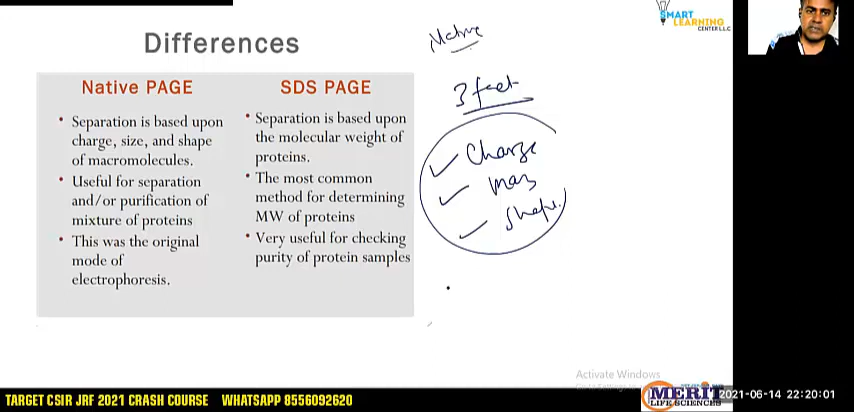 Differences
Native PAGE
• Separation is based upon
charge, size, and shape
of macromolecules.
• Useful for separation
and/or purification of
mixture of proteins
• This was the original
mode of
electrophoresis.
SDS PAGE
• Separation is based upon
the molecular weight of
proteins.
• The most common
method for determining
MW of proteins
• Very useful for checking
purity of protein samples
Native
3 fact
Charge
mass
Shape
SMART
LEARNING
CENTER L.L.C
Activate Windows
MERIT
LIFE SCIENCES
2021-06-14 22:20:01
TARGET CSIR JRF 2021 CRASH COURSE WHATSAPP 8556092620